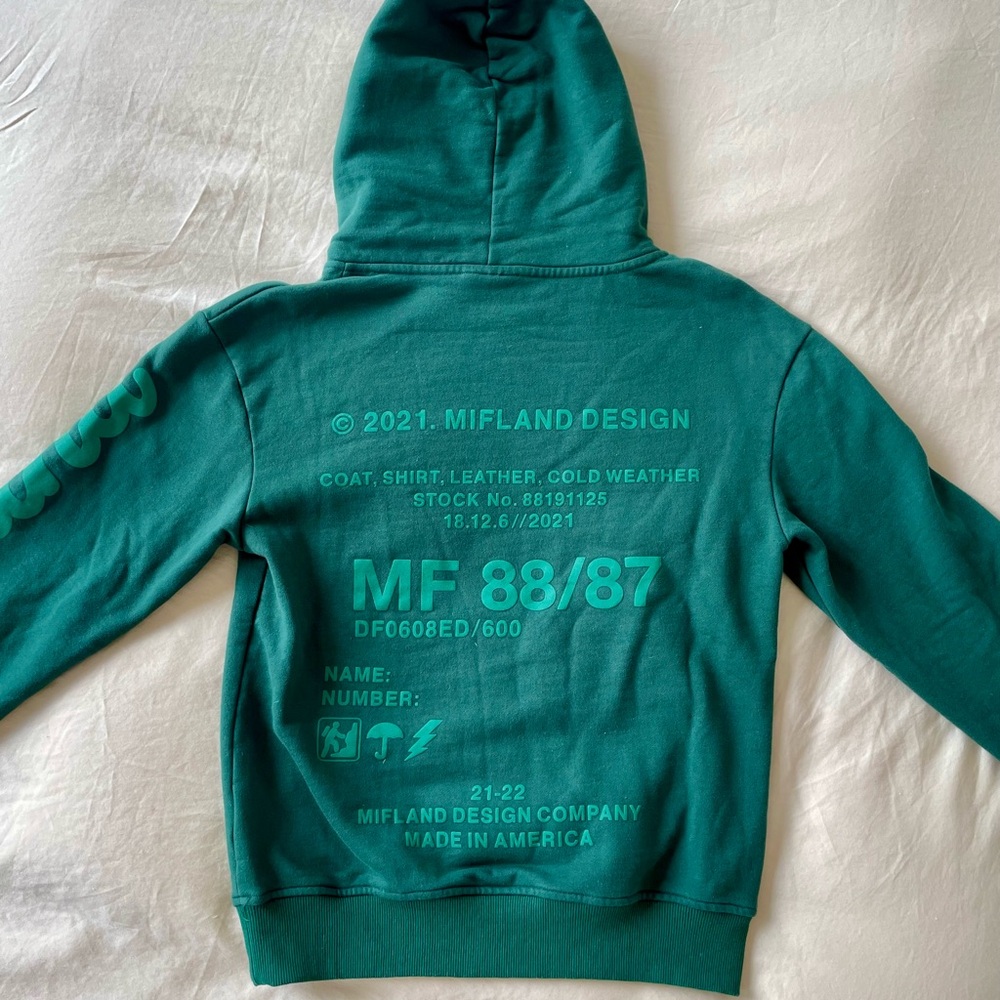 © 2021. MIFLAND DESIGN
COAT, SHIRT, LEATHER, COLD WEATHER
STOCK No. 88191125
18.12.6//2021
MF 88/87
DF0608ED/600
NAME:
NUMBER:
21-22
MIFLAND DESIGN COMPANY
MADE IN AMERICA